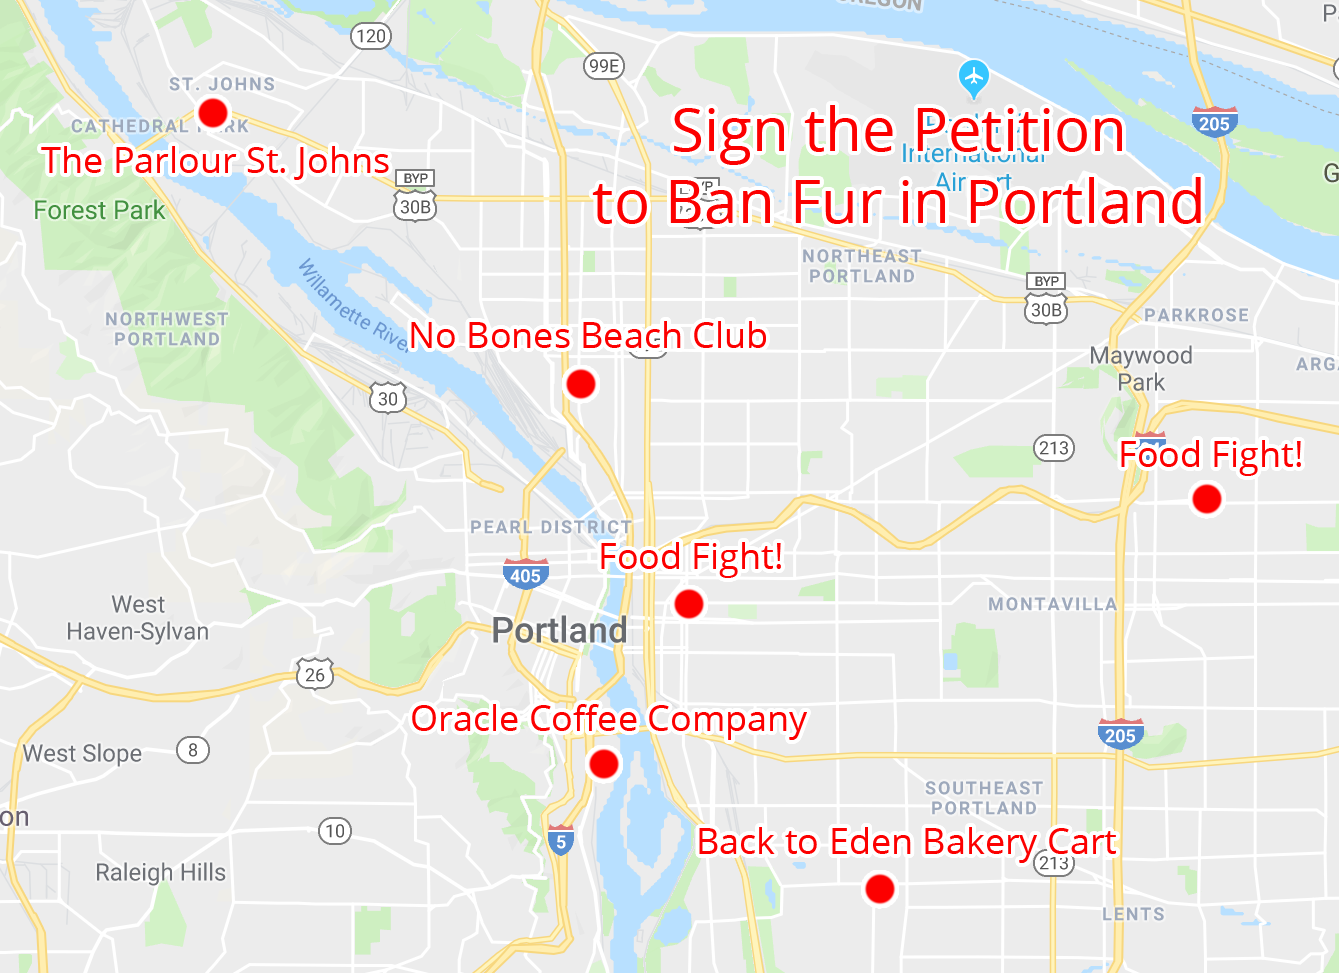 OREGON
120
99E
ST. JOHNS
205
CATHEDRAL PARK
Sign the Petition
to Ban Fur in Portland
International
Airport
The Parlour St. Johns
BYP
30B
BYP
Forest Park
NORTHEAST
PORTLAND
Willamette River
BYP
30B
NORTHWEST
PORTLAND
PARKROSE
No Bones Beach Club
Maywood
Park
ARGA
30
213
Food Fight!
PEARL DISTRICT
Food Fight!
405
West
Haven-Sylvan
MONTAVILLA
Portland
26
Oracle Coffee Company
205
West Slope
8
SOUTHEAST
PORTLAND
on
10
5
Back to Eden Bakery Cart
213
Raleigh Hills
LENTS